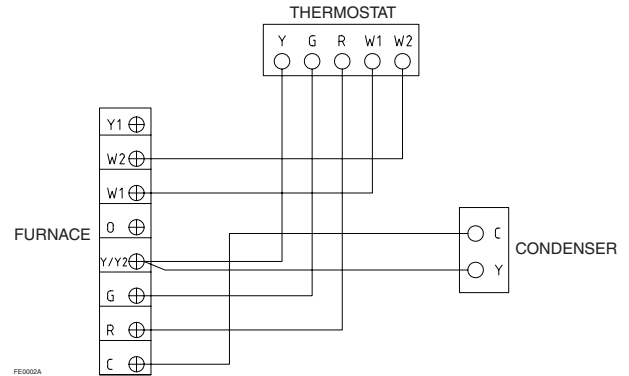 THERMOSTAT
Y G R W1 W2
Y1
W2
W1
O
FURNACE
Y/Y2
G
R
C
C
CONDENSER
Y
FE0002A